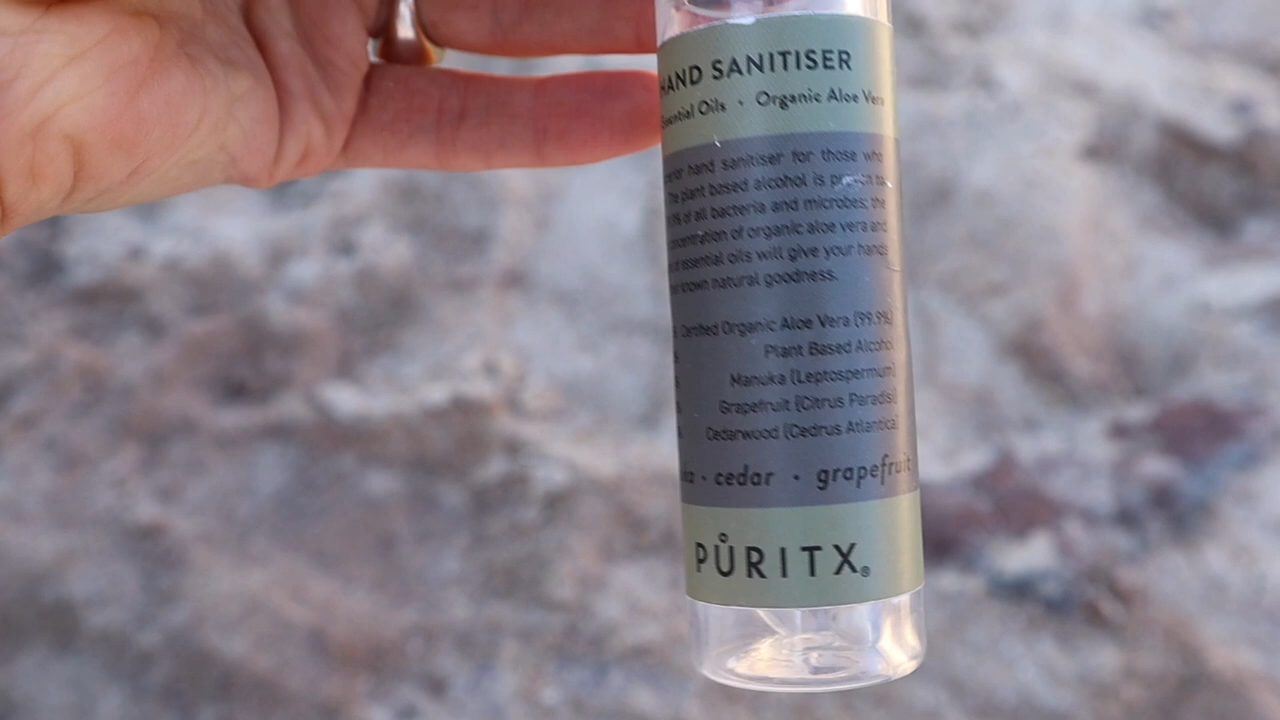 HAND SANITISER
Essential Oils · Organic Aloe Vera
hand sanitiser for those who
The plant based alcohol is proven to
of all bacteria and microbes; the
concentration of organic aloe vera and
essential oils will give your hands
known natural goodness.
Certified Organic Aloe Vera (99.9%)
Plant Based Alcohol
Manuka (Leptospermum)
Grapefruit (Citrus Paradisi
Cedarwood (Cedrus Atlantica)
· cedar · grapefruit
PŮRITX®